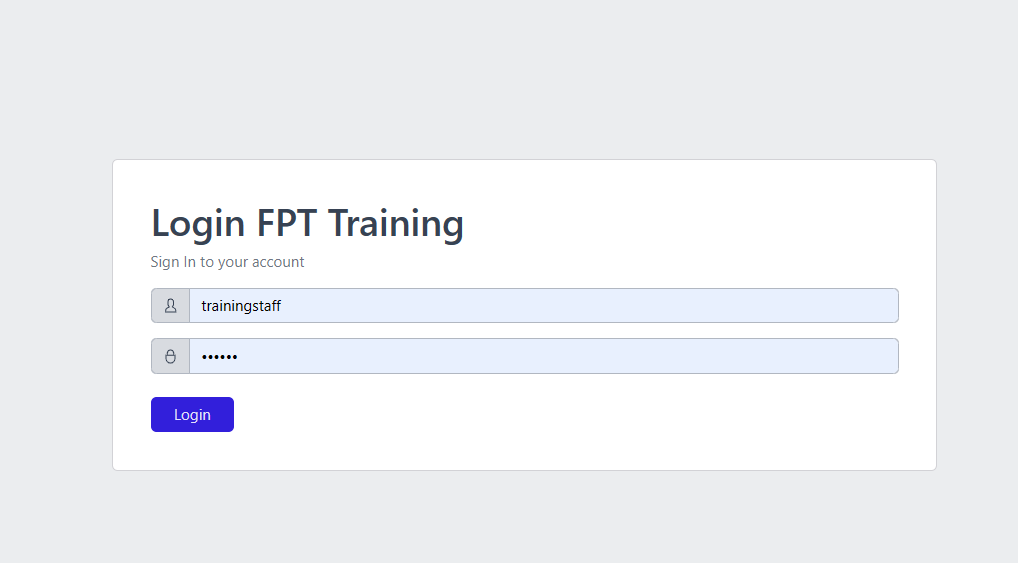 Login FPT Training
Sign In to your account
trainingstaff
••••••
Login